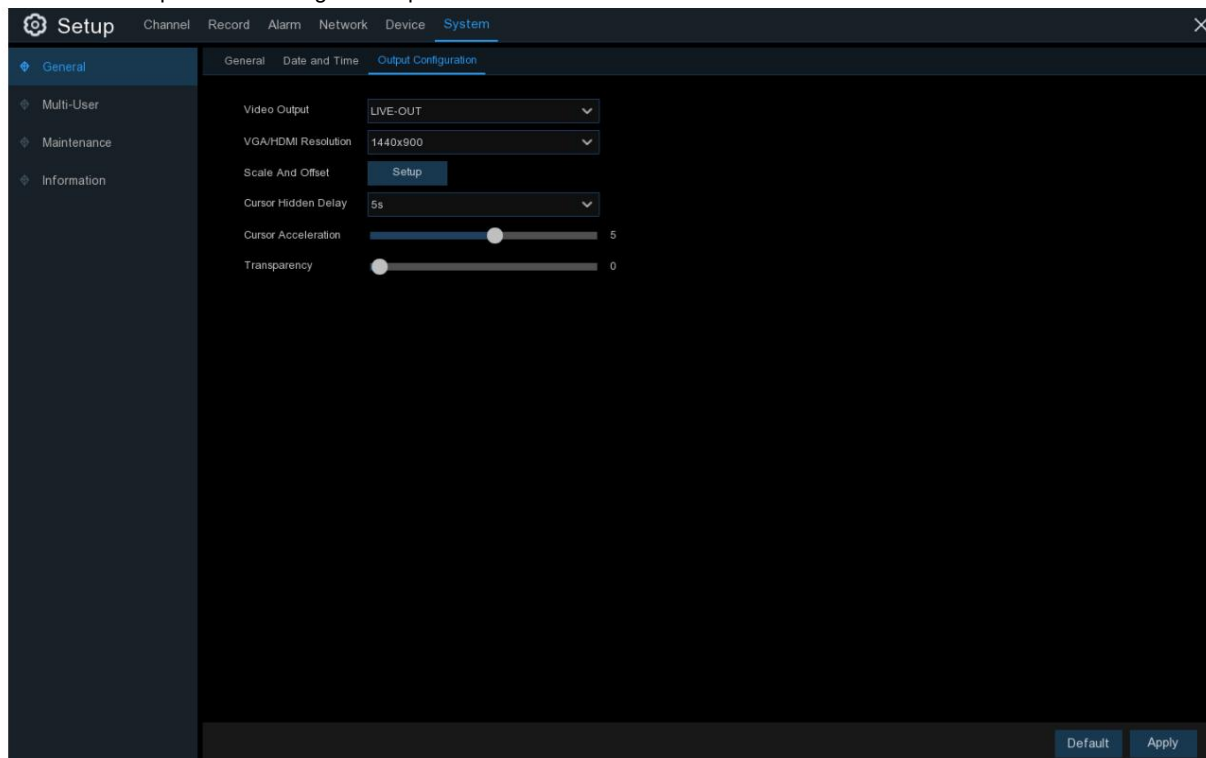 Setup Channel Record Alarm Network Device System
General
Multi-User
Maintenance
Information
General Date and Time Output Configuration
Video Output LIVE-OUT
VGA/HDMI Resolution 1440x900
Scale And Offset Setup
Cursor Hidden Delay 5s
Cursor Acceleration 5
Transparency 0
Default Apply